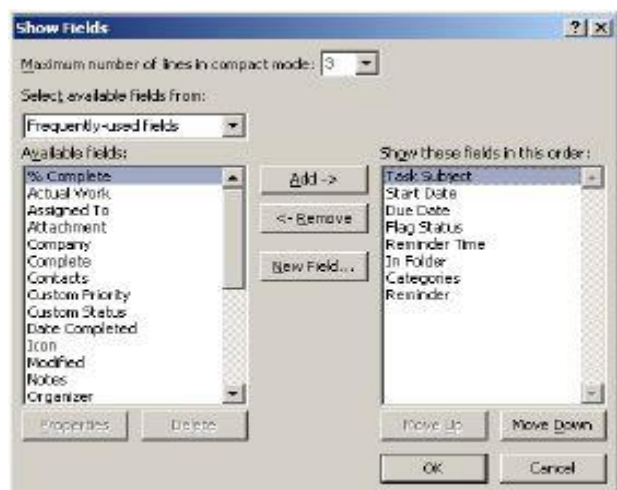 Show Fields
Maximum number of lines in compact mode: 3
Select available fields from:
Frequently-used fields
Available fields:
% Complete
Actual Work
Assigned To
Attachment
Company
Complete
Contacts
Custom Priority
Custom Status
Date Completed
Icon
Modified
Notes
Organizer
Properties
Delete
Add ->
<- Remove
New Field...
Show these fields in this order:
Task Subject
Start Date
Due Date
Flag Status
Reminder Time
In Folder
Categories
Reminder
Move Up
Move Down
OK
Cancel